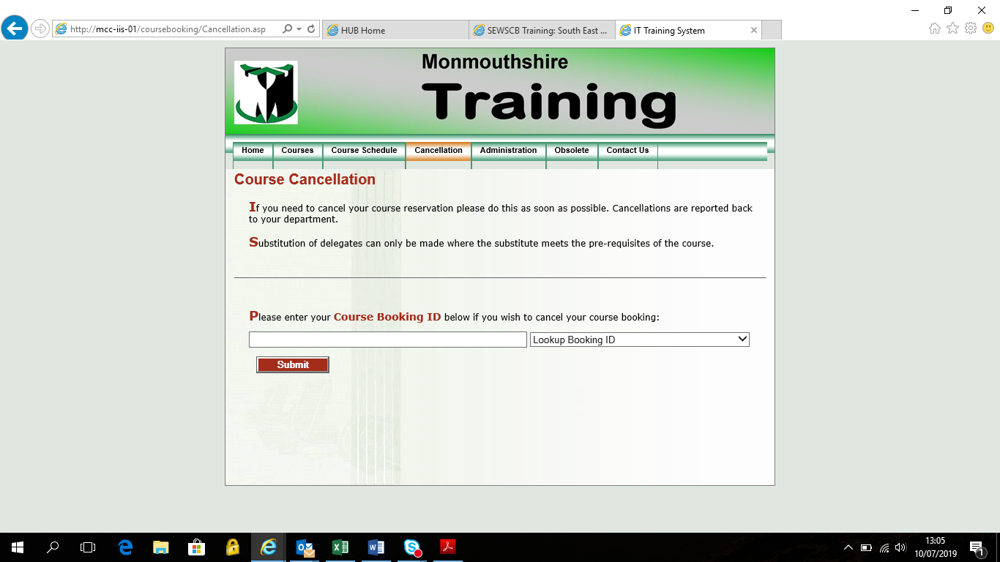 http://mcc-iis-01/coursebooking/Cancellation.asp
HUB Home
SEWSCB Training: South East ...
IT Training System
Monmouthshire
Training
Home
Courses
Course Schedule
Cancellation
Administration
Obsolete
Contact Us
Course Cancellation
If you need to cancel your course reservation please do this as soon as possible. Cancellations are reported back
to your department.
Substitution of delegates can only be made where the substitute meets the pre-requisites of the course.
Please enter your Course Booking ID below if you wish to cancel your course booking:
Lookup Booking ID
Submit
13:05
10/07/2019
1